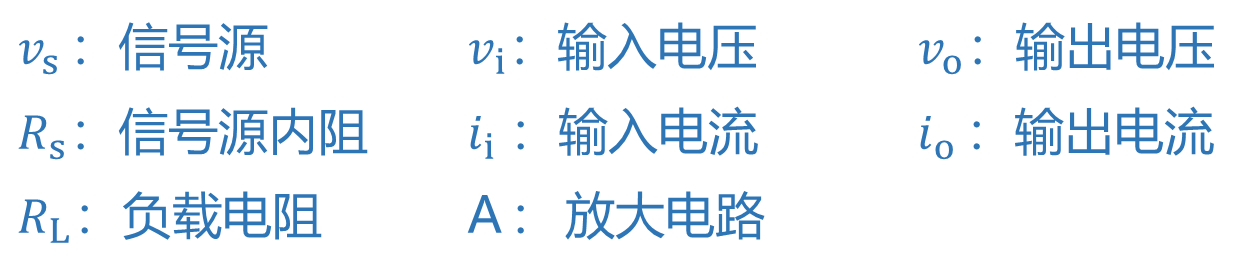 vs：信号源 vi：输入电压 vo：输出电压
Rs：信号源内阻 ii：输入电流 io：输出电流
RL：负载电阻 A：放大电路